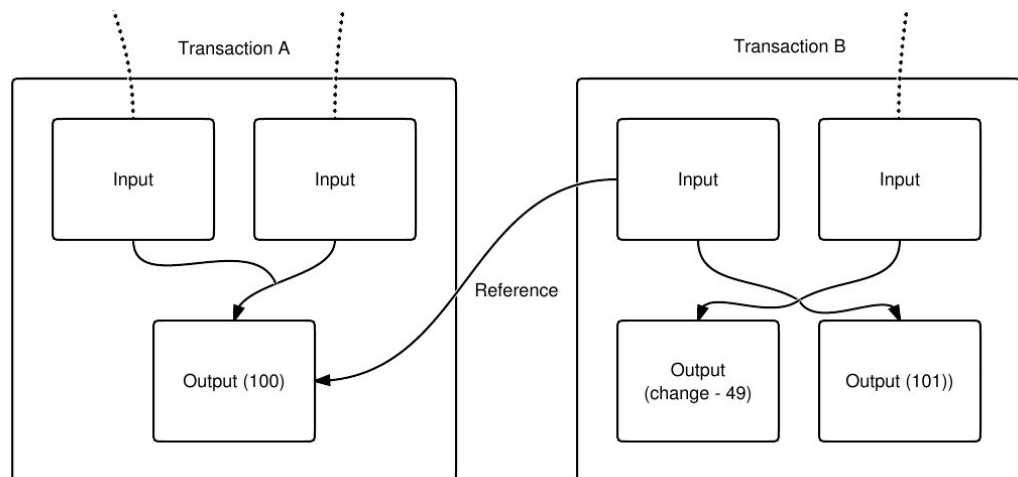 Transaction A
Transaction B
Input
Input
Input
Input
Reference
Output (100)
Output
(change - 49)
Output (101))